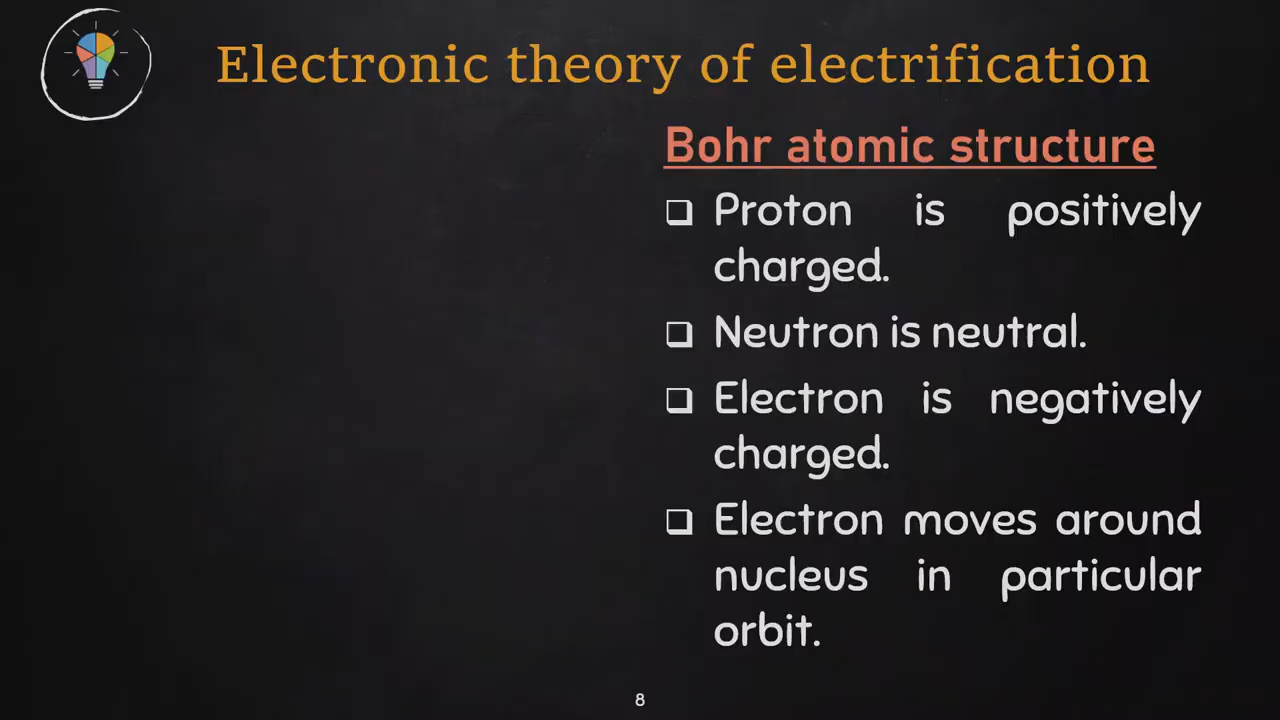 Electronic theory of electrification
Bohr atomic structure
❑ Proton is positively
charged.
❑ Neutron is neutral.
❑ Electron is negatively
charged.
❑ Electron moves around
nucleus in particular
orbit.
8